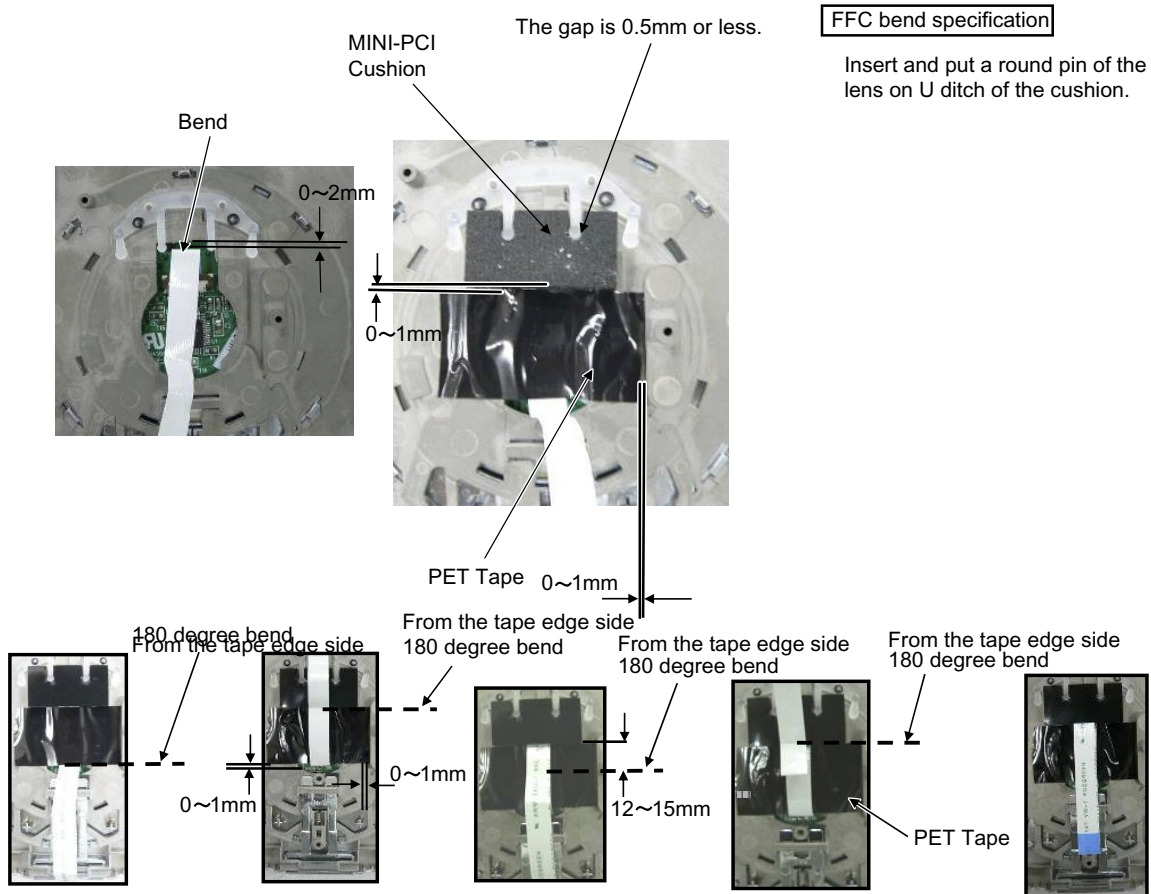 FFC bend specification
Insert and put a round pin of the
lens on U ditch of the cushion.
The gap is 0.5mm or less.
MINI-PCI
Cushion
Bend
0～2mm
0～1mm
PET Tape
0～1mm
180 degree bend
From the tape edge side
From the tape edge side
180 degree bend
From the tape edge side
180 degree bend
From the tape edge side
180 degree bend
0～1mm
0～1mm
12～15mm
PET Tape